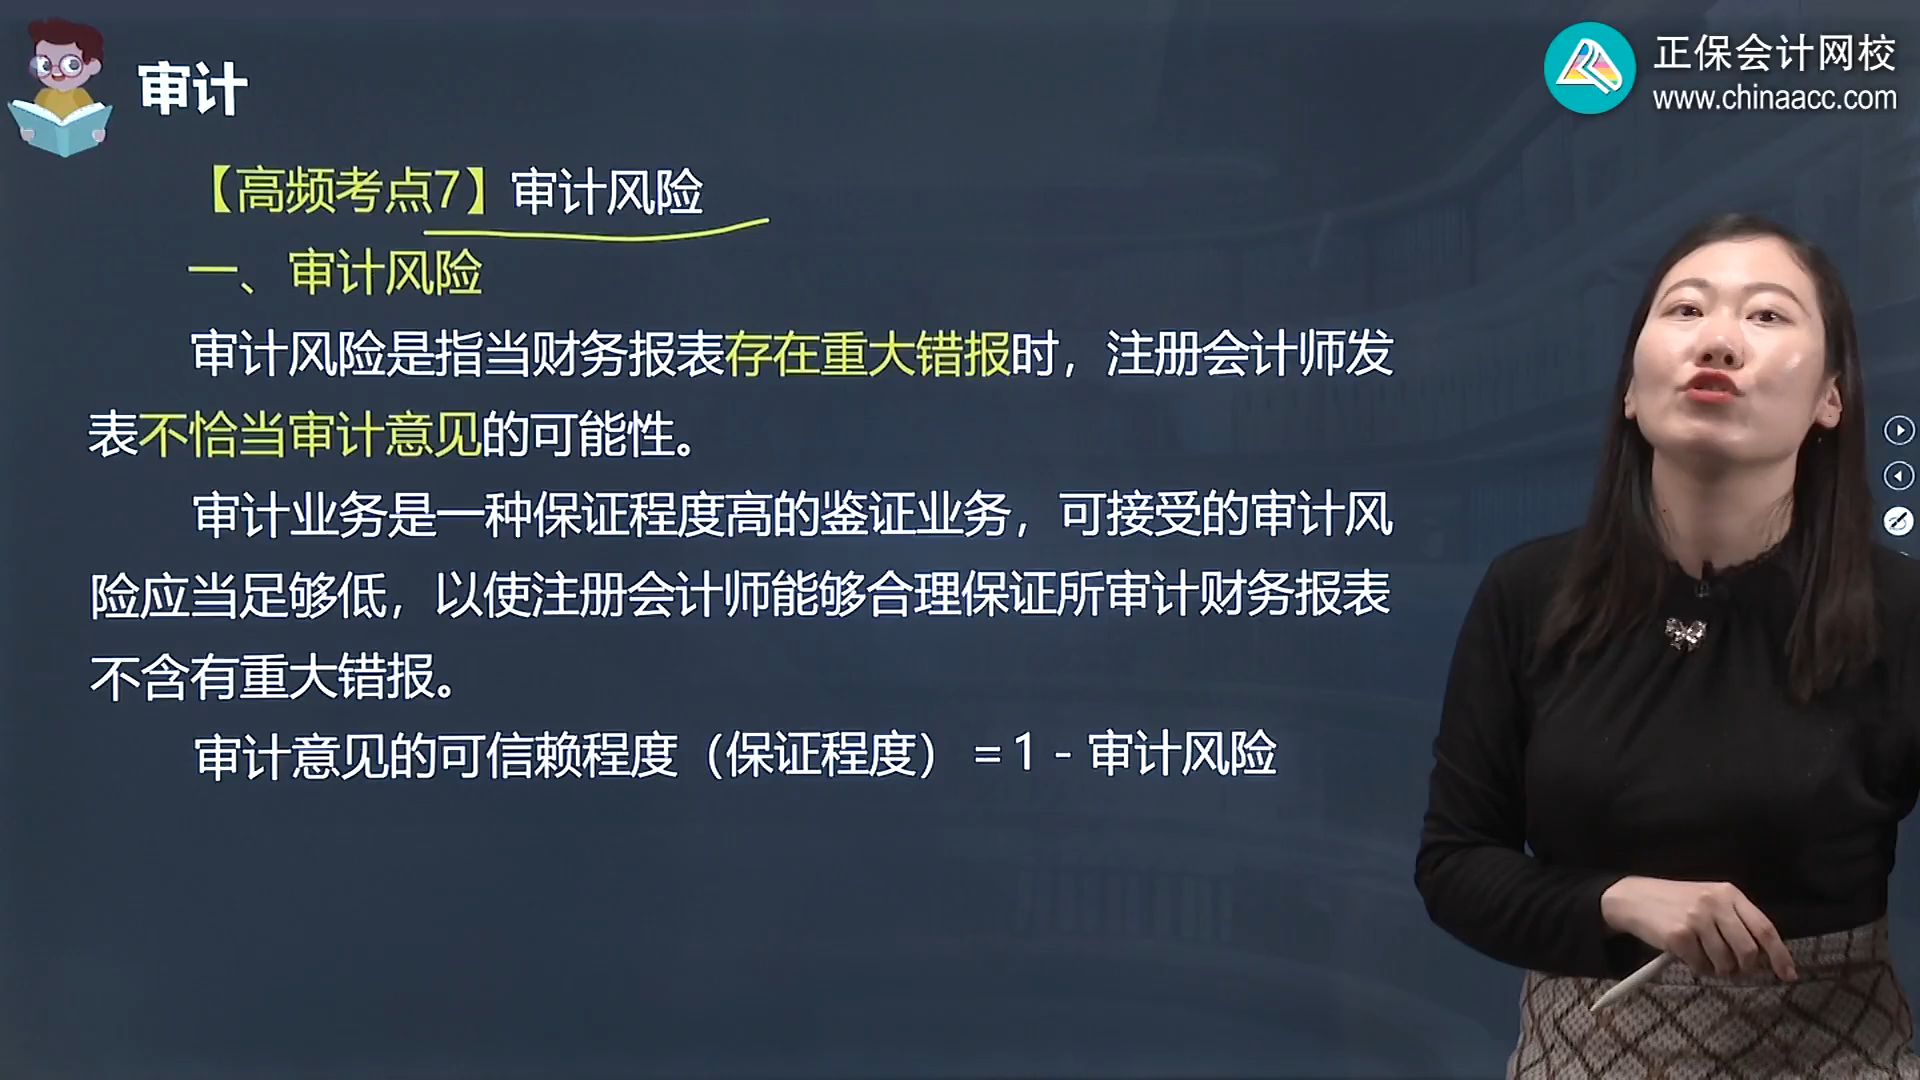 审计
正保会计网校
www.chinaacc.com
【高频考点7】审计风险
一、审计风险
审计风险是指当财务报表存在重大错报时，注册会计师发
表不恰当审计意见的可能性。
审计业务是一种保证程度高的鉴证业务，可接受的审计风
险应当足够低，以使注册会计师能够合理保证所审计财务报表
不含有重大错报。
审计意见的可信赖程度（保证程度）＝1－审计风险